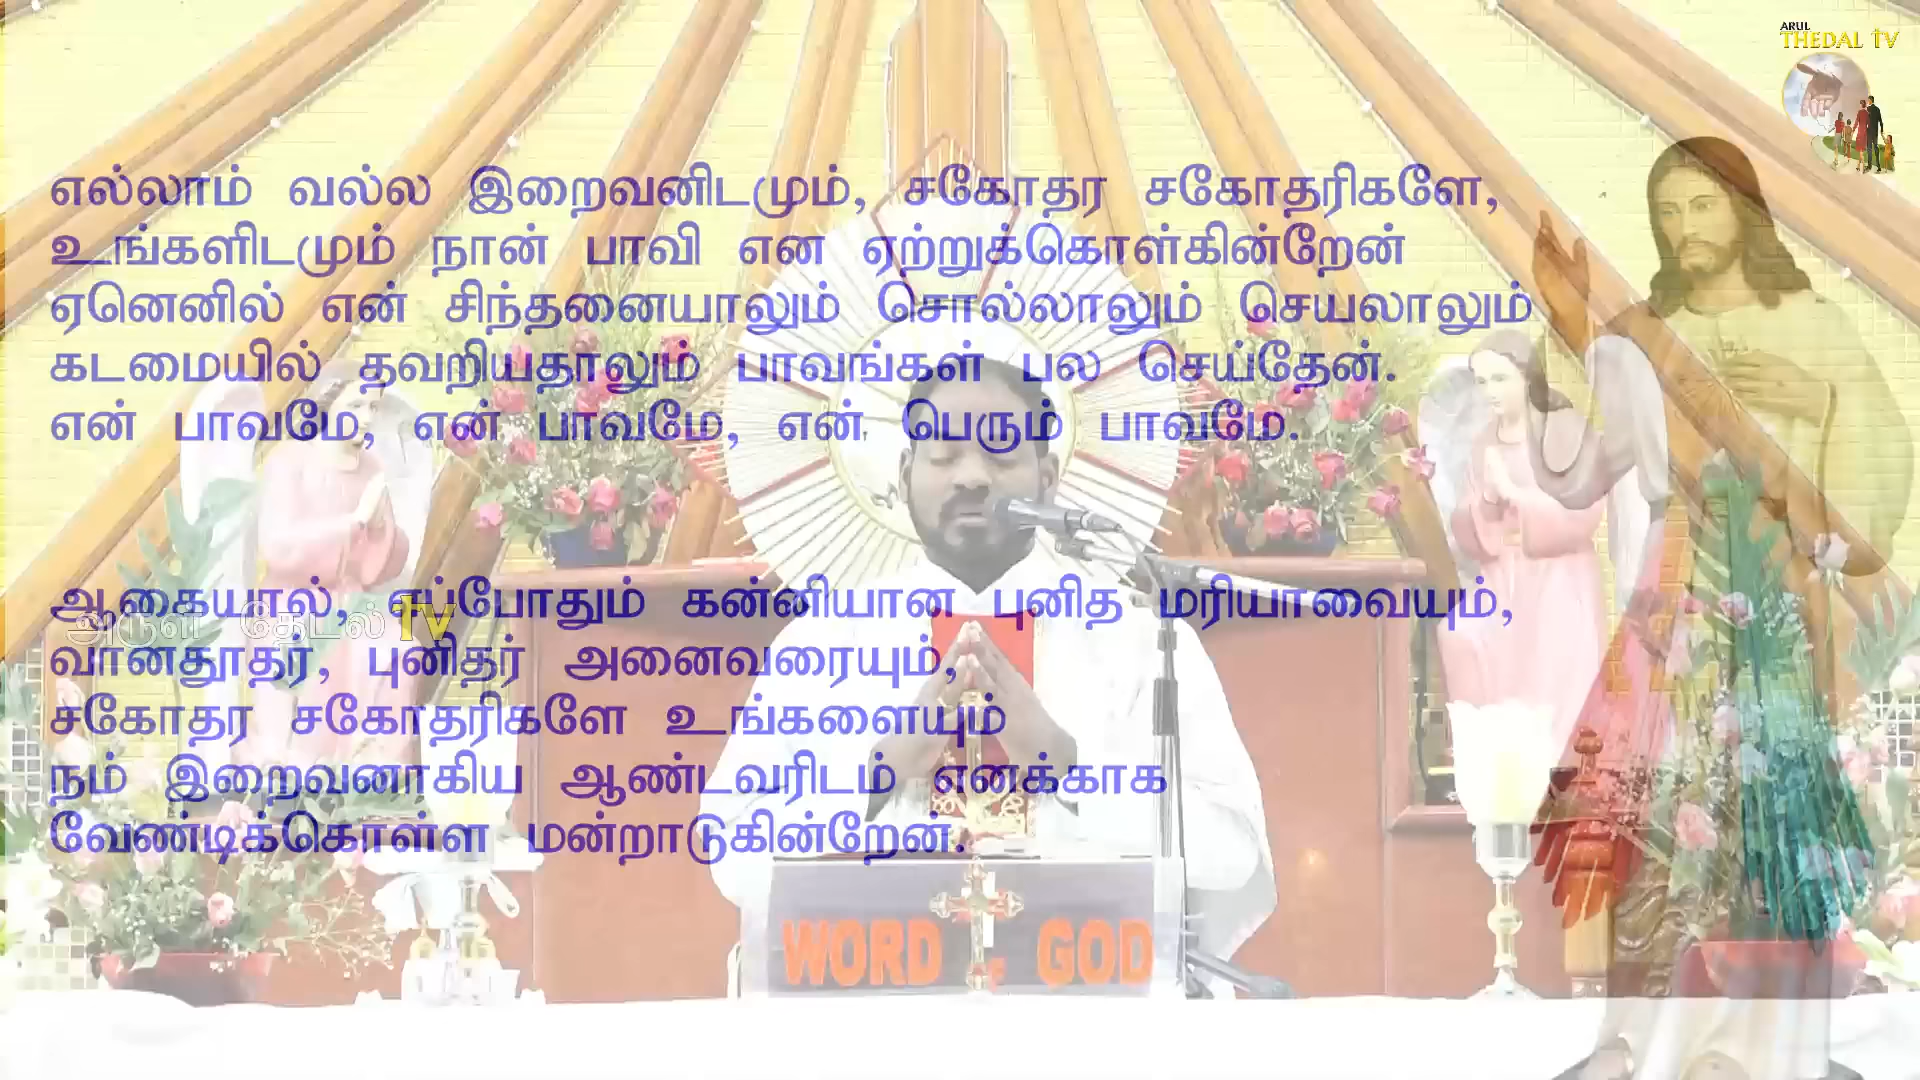 ARUL
THEDAL TV
எல்லாம் வல்ல இறைவனிடமும், சகோதர சகோதரிகளே,
உங்களிடமும் நான் பாவி என ஏற்றுக்கொள்கின்றேன்
ஏனெனில் என் சிந்தனையாலும் சொல்லாலும் செயலாலும்
கடமையில் தவறியதாலும் பாவங்கள் பல செய்தேன்.
என் பாவமே, என் பாவமே, என் பெரும் பாவமே.
ஆகையால், எப்போதும் கன்னியான புனித மரியாவையும்,
அருள் தேடல் TV
வானதூதர், புனிதர் அனைவரையும்,
சகோதர சகோதரிகளே உங்களையும்
நம் இறைவனாகிய ஆண்டவரிடம் எனக்காக
வேண்டிக்கொள்ள மன்றாடுகின்றேன்.
WORD of GOD